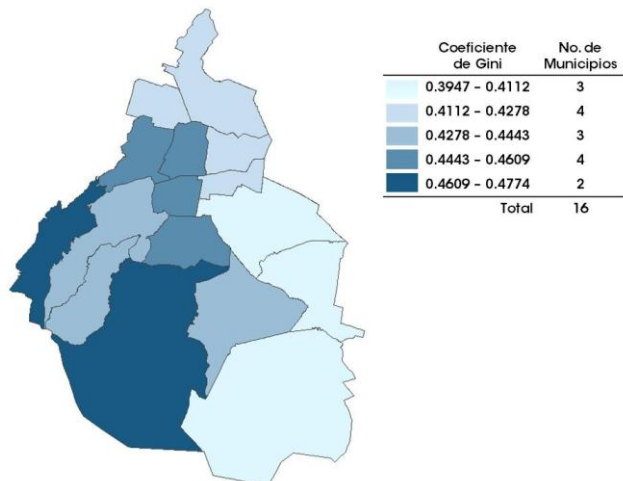 Coeficiente No. de
de Gini Municipios
0.3947 - 0.4112 3
0.4112 - 0.4278 4
0.4278 - 0.4443 3
0.4443 - 0.4609 4
0.4609 - 0.4774 2
Total 16